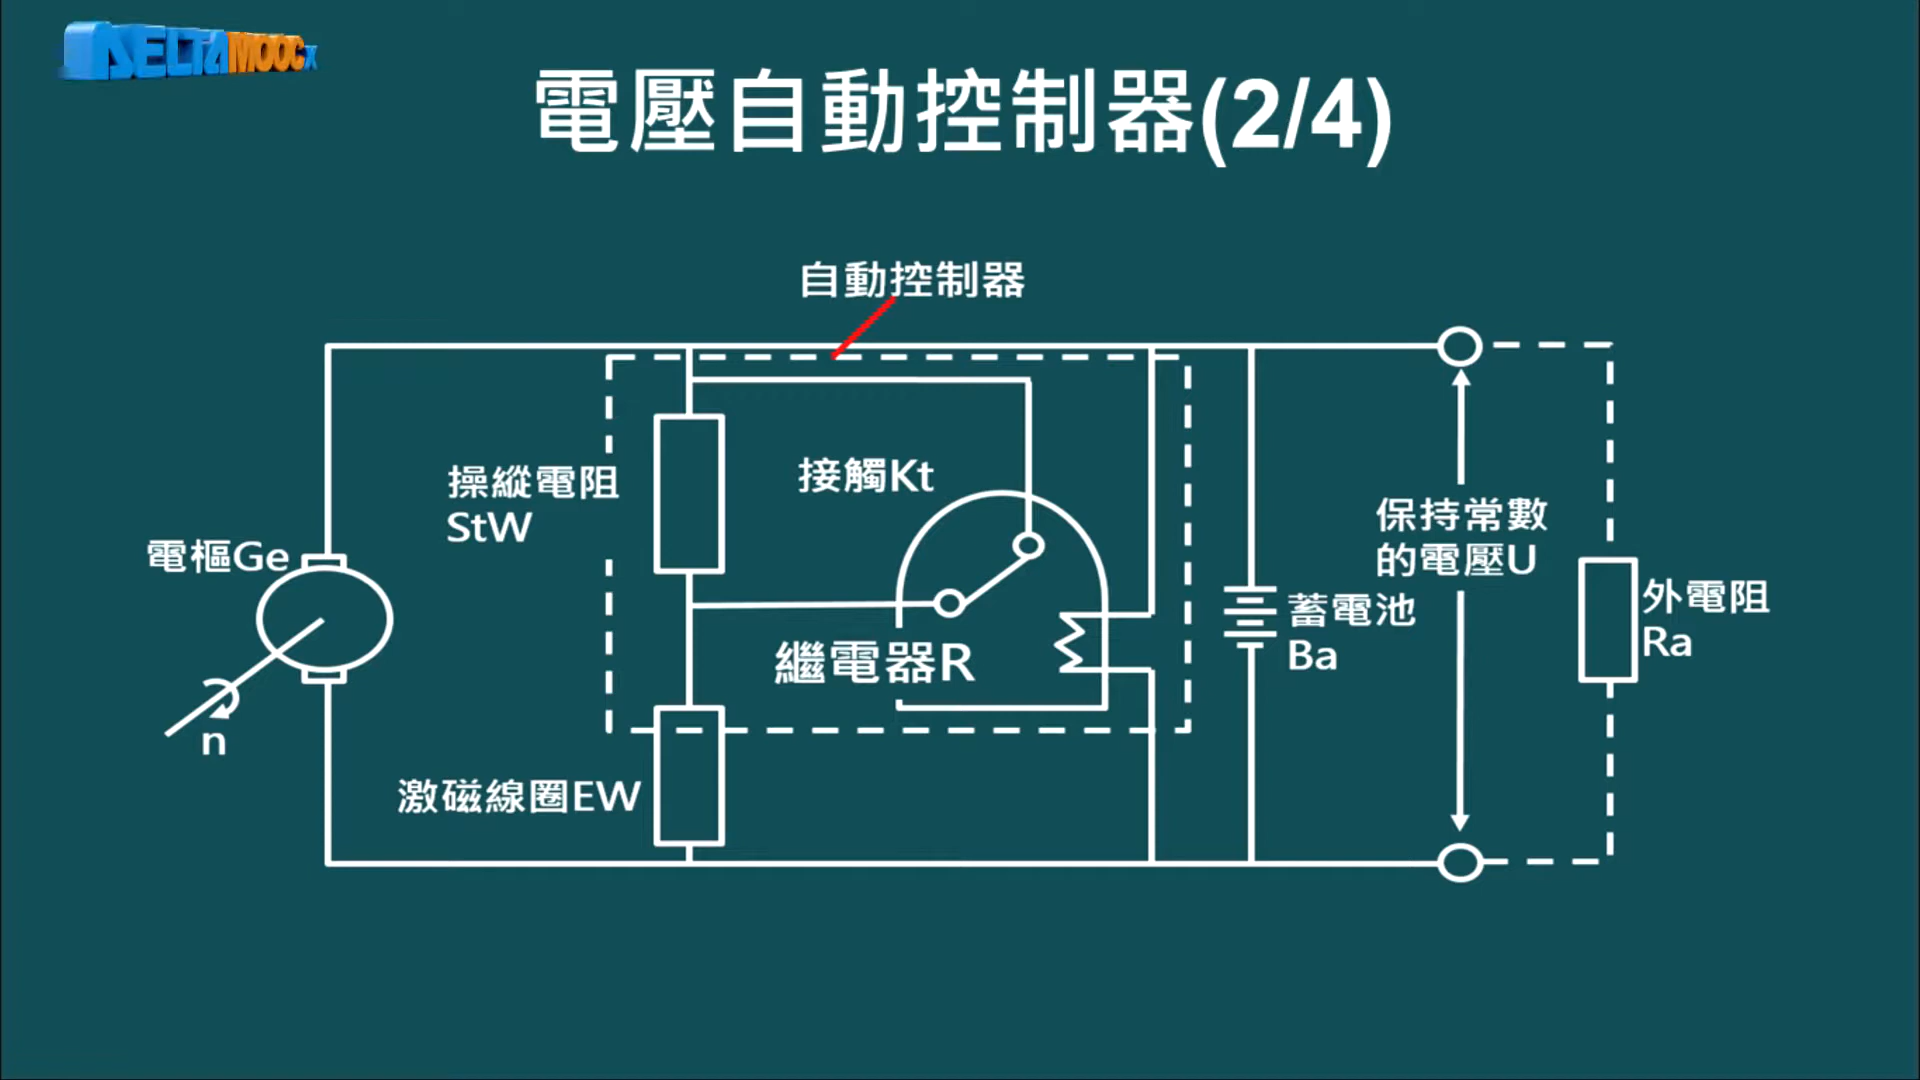 DELTAMOOCx
電壓自動控制器(2/4)
自動控制器
操縱電阻
StW
接觸Kt
電樞Ge
保持常數
的電壓U
蓄電池
Ba
外電阻
Ra
繼電器R
n
激磁線圈EW